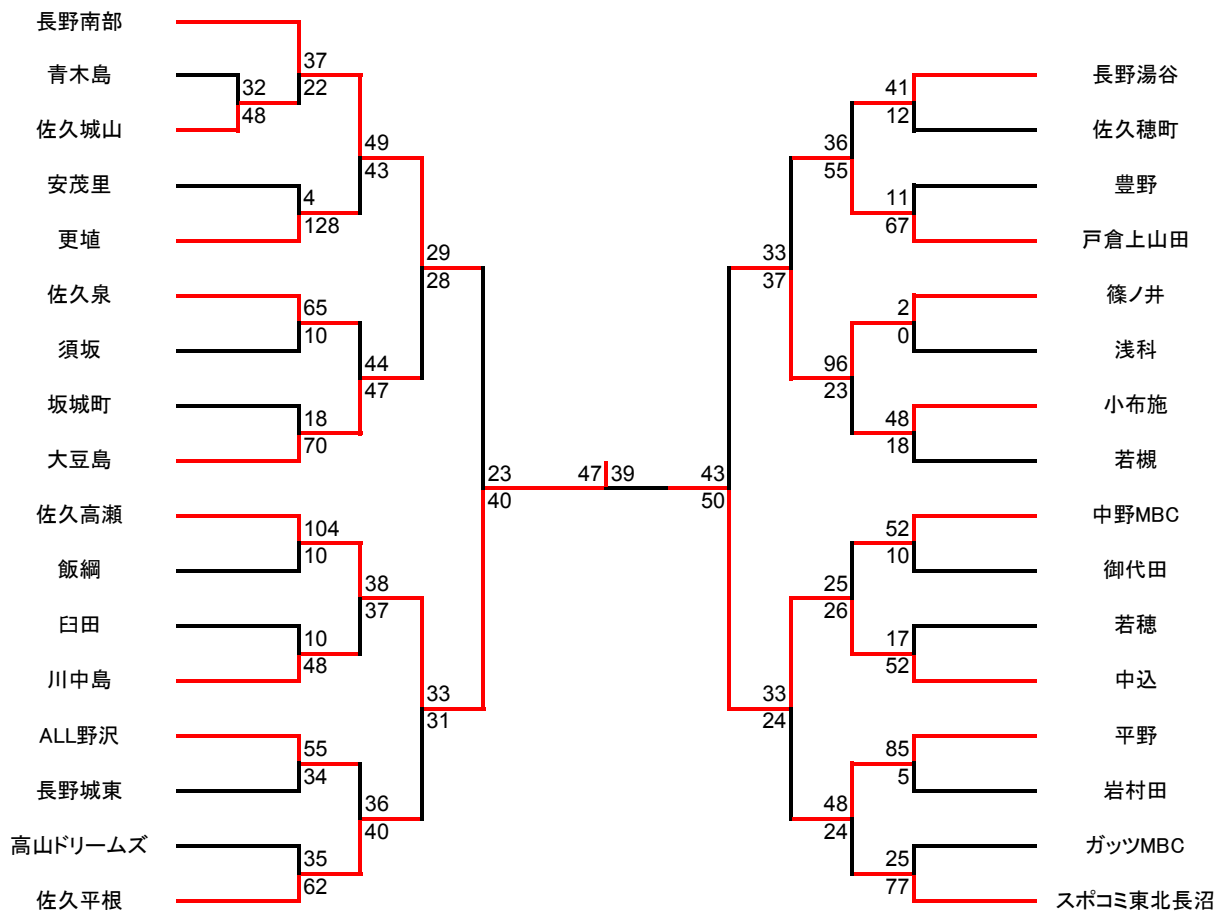 長野南部
37
青木島
32
22
長野湯谷
41
48
12
佐久城山
佐久穂町
49
36
43
55
安茂里
豊野
4
11
128
67
更埴
戸倉上山田
29
33
28
37
佐久泉
篠ノ井
65
2
10
0
須坂
浅科
44
96
47
23
坂城町
小布施
18
48
70
18
大豆島
若槻
23
47
39
43
40
50
佐久高瀬
中野MBC
104
52
10
10
飯綱
御代田
38
25
37
26
臼田
若穂
10
17
48
52
川中島
中込
33
33
31
24
ALL野沢
平野
55
85
34
5
長野城東
岩村田
36
48
40
24
高山ドリームズ
ガッツMBC
35
25
62
77
佐久平根
スポコミ東北長沼